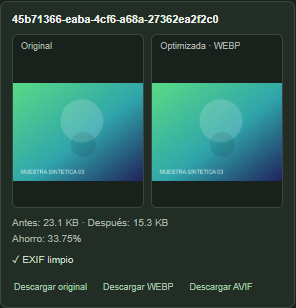 45b71366-eaba-4cf6-a68a-27362ea2f2c0
Original
Optimizada · WEBP
MUESTRA SINTETICA 03
MUESTRA SINTETICA 03
Antes: 23.1 KB · Después: 15.3 KB
Ahorro: 33.75%
✓ EXIF limpio
Descargar original
Descargar WEBP
Descargar AVIF